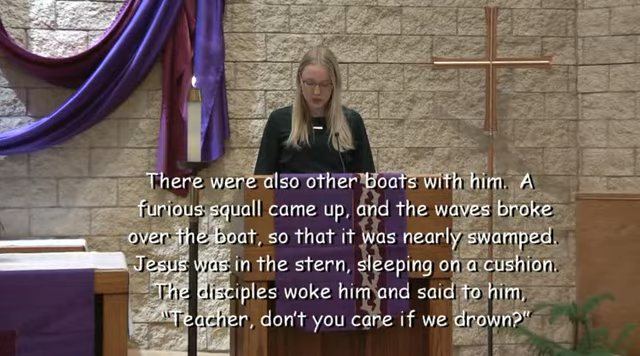 There were also other boats with him. A
furious squall came up, and the waves broke
over the boat, so that it was nearly swamped.
Jesus was in the stern, sleeping on a cushion.
The disciples woke him and said to him,
“Teacher, don’t you care if we drown?”